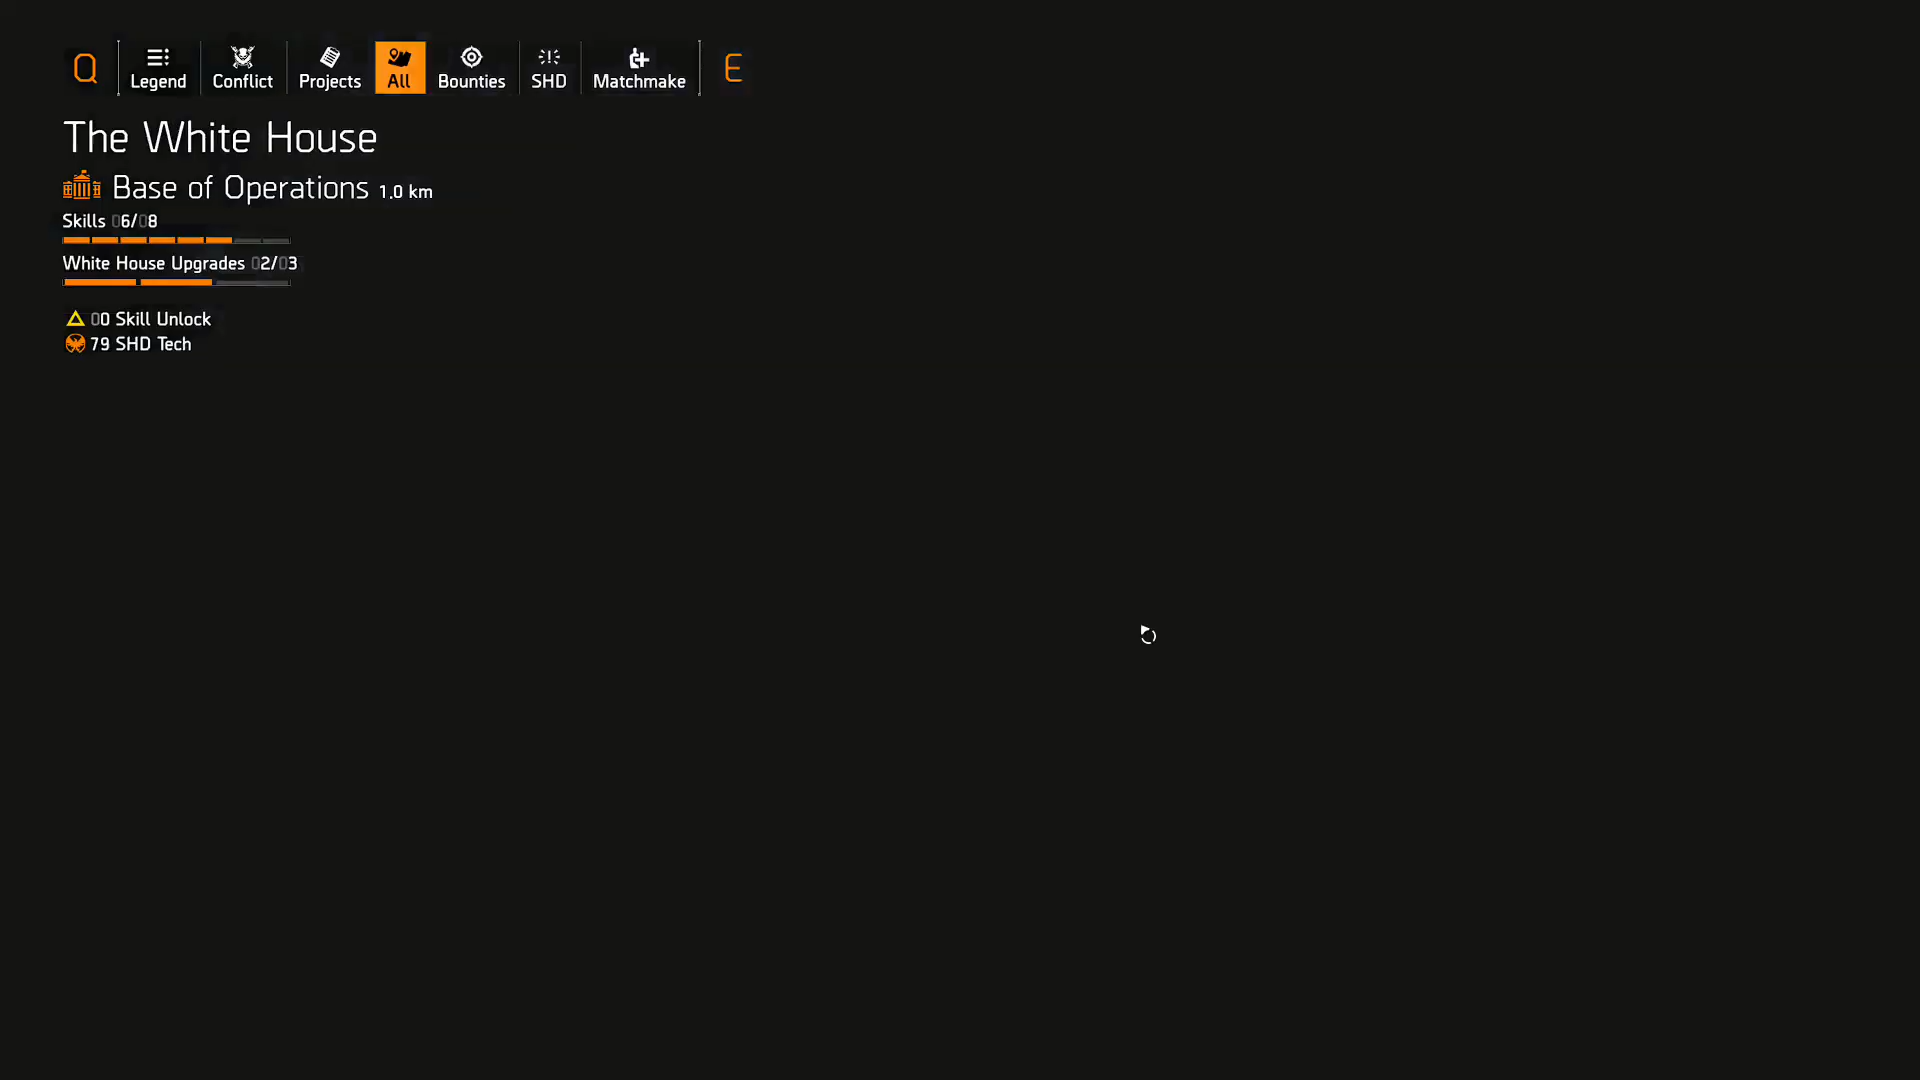 Q Legend Conflict Projects All Bounties SHD Matchmake E
The White House
Base of Operations 1.0 km
Skills 06/08
White House Upgrades 02/03
00 Skill Unlock
79 SHD Tech